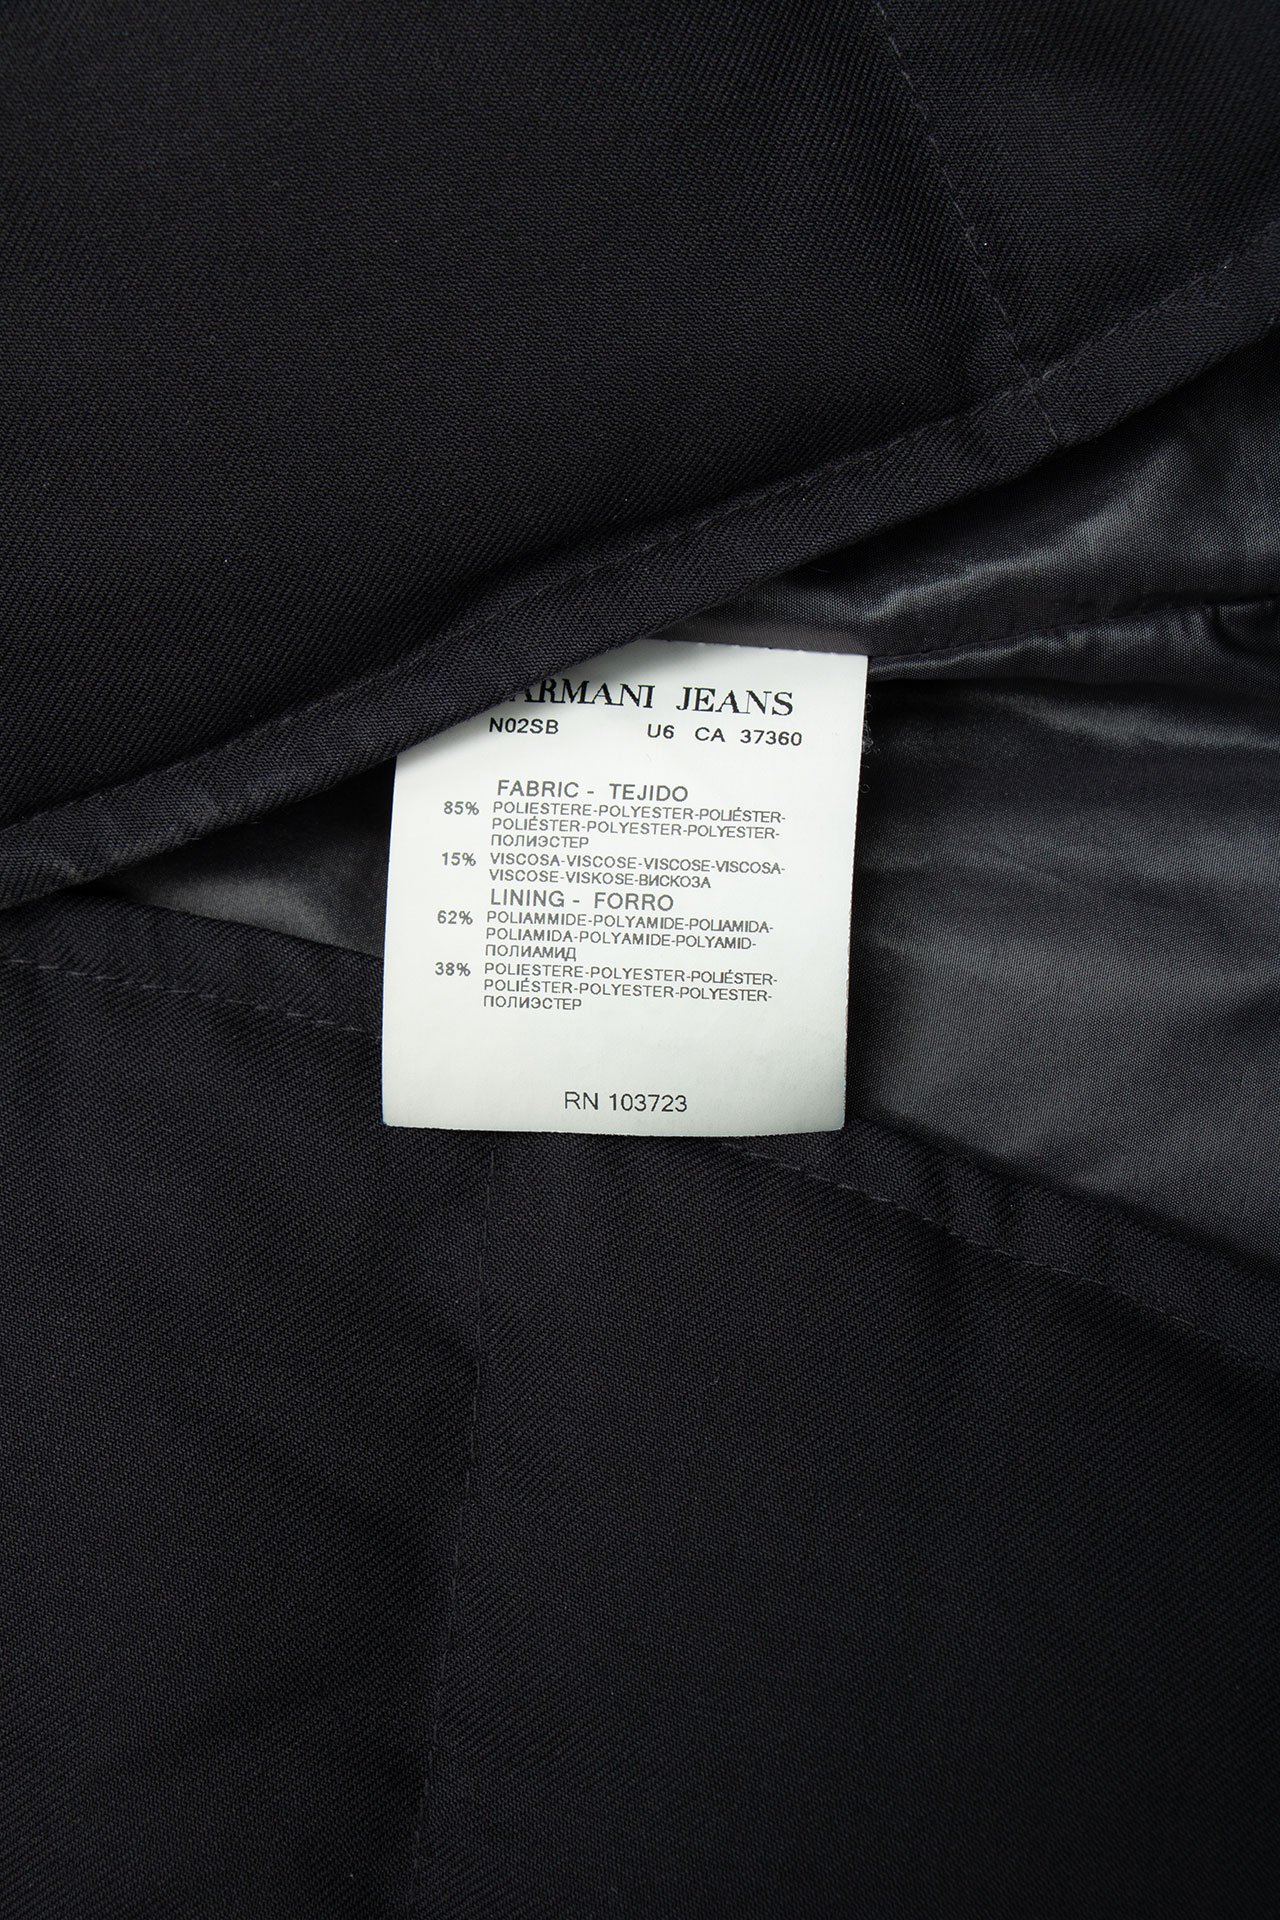 ARMANI JEANS
N02SB U6 CA 37360
FABRIC - TEJIDO
85% POLIESTERE-POLYESTER-POLIÉSTER-
POLIÉSTER-POLYESTER-POLYESTER-
ПОЛИЭСТЕР
15% VISCOSA-VISCOSE-VISCOSE-VISCOSA-
VISCOSE-VISKOSE-ВИСКОЗА
LINING - FORRO
62% POLIAMMIDE-POLYAMIDE-POLIAMIDA-
POLIAMIDA-POLYAMIDE-POLYAMID-
ПОЛИАМИД
38% POLIESTERE-POLYESTER-POLIÉSTER-
POLIÉSTER-POLYESTER-POLYESTER-
ПОЛИЭСТЕР
RN 103723